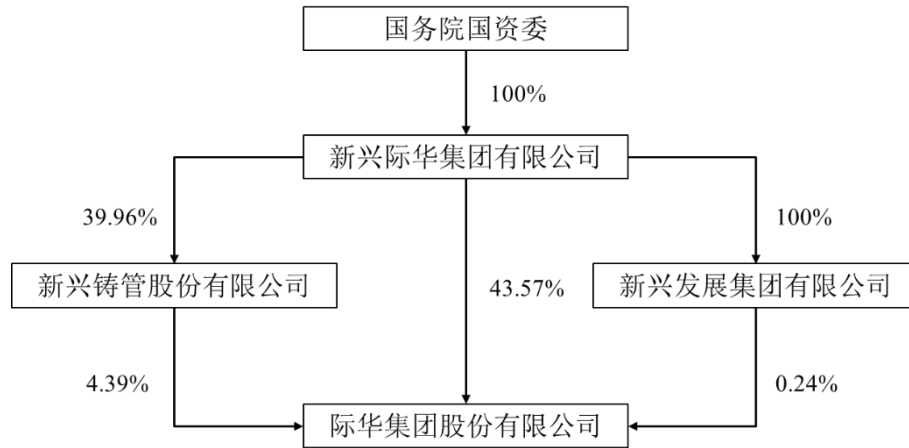 国务院国资委
100%
新兴际华集团有限公司
39.96%
100%
新兴铸管股份有限公司
43.57%
新兴发展集团有限公司
4.39%
0.24%
际华集团股份有限公司